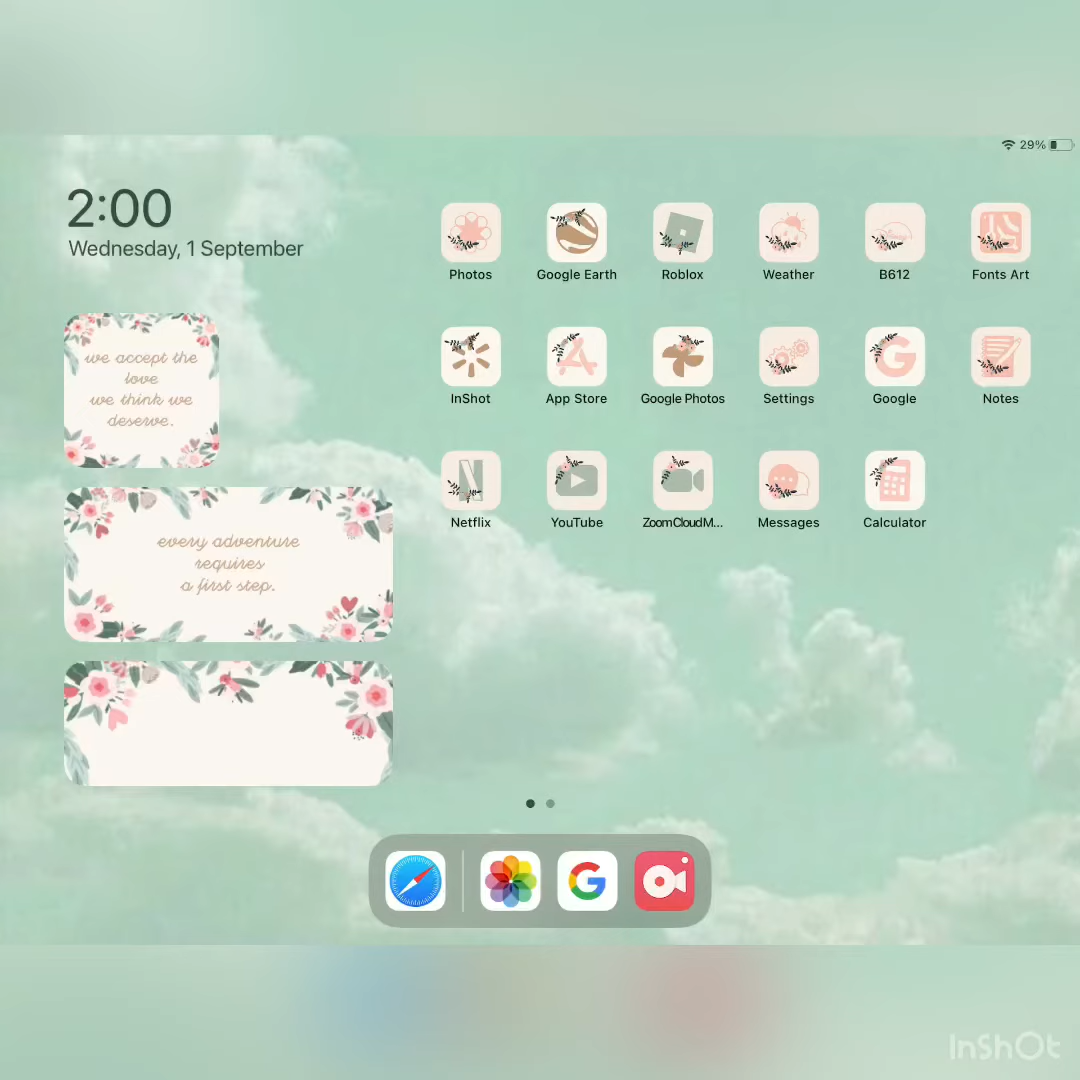 29%
2:00
Wednesday, 1 September
we accept the
love
we think we
deserve.
every adventure
requires
a first step.
Photos
Google Earth
Roblox
Weather
B612
Fonts Art
InShot
App Store
Google Photos
Settings
Google
Notes
Netflix
YouTube
ZoomCloudM...
Messages
Calculator
InShOt